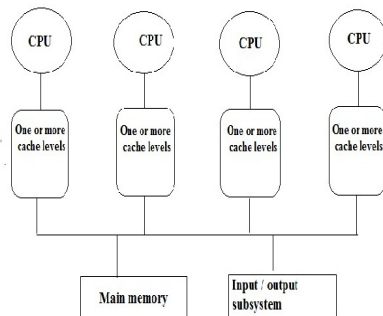 CPU CPU CPU CPU
One or more One or more One or more One or more
cache levels cache levels cache levels cache levels
Main memory
Input / output
subsystem